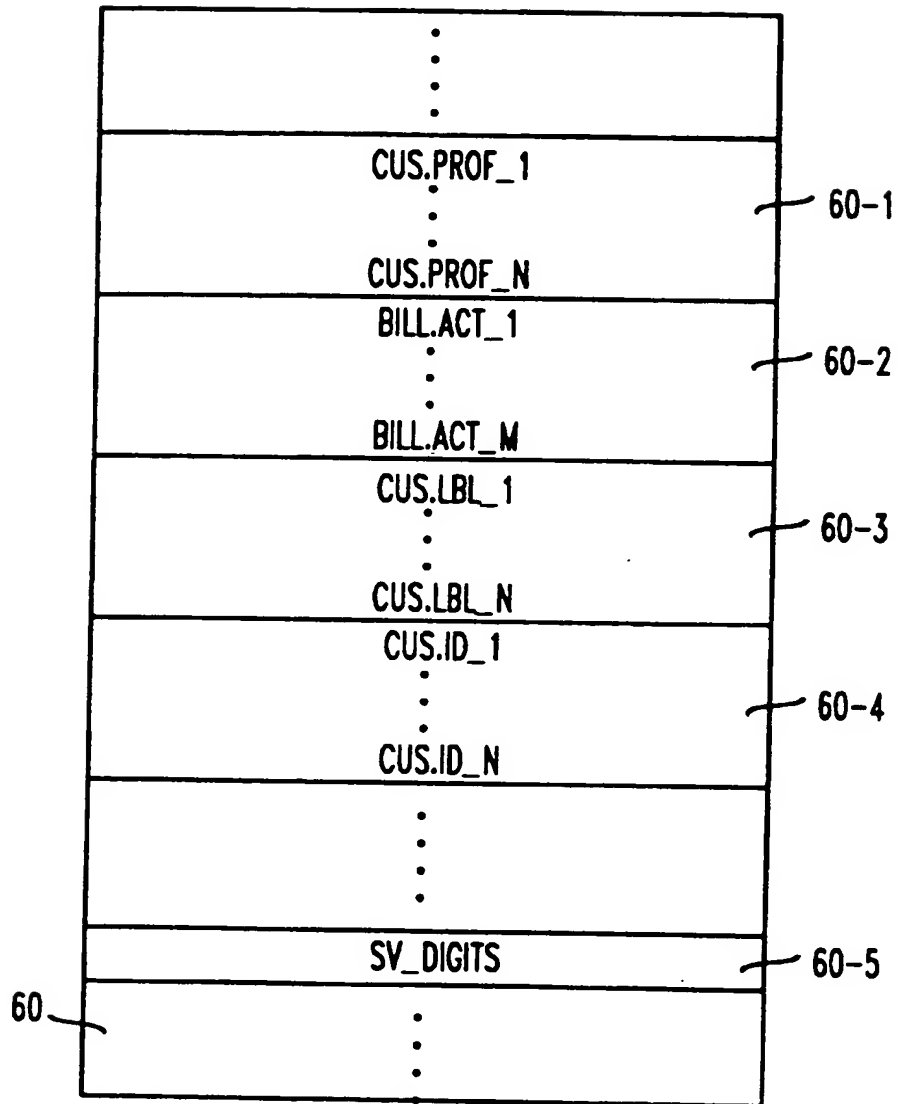 CUS.PROF_1
60-1
CUS.PROF_N
BILL.ACT_1
60-2
BILL.ACT_M
CUS.LBL_1
60-3
CUS.LBL_N
CUS.ID_1
60-4
CUS.ID_N
SV_DIGITS
60-5
60